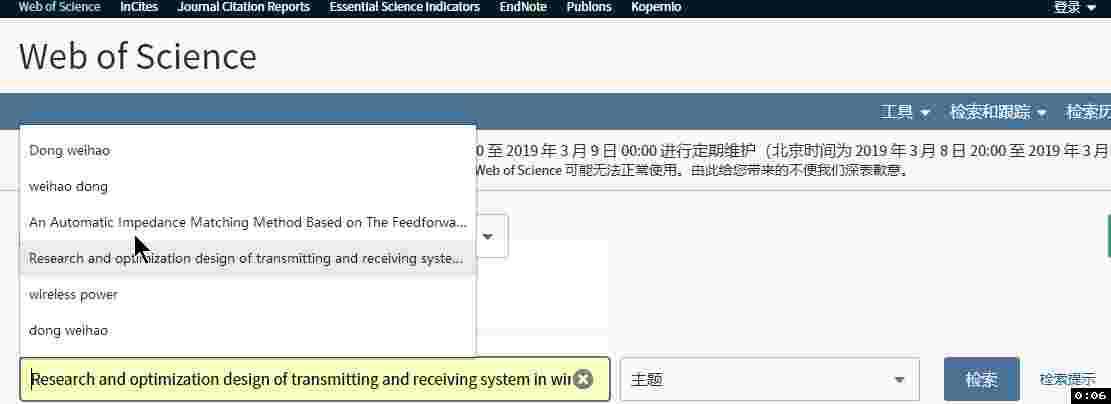 Web of Science InCites Journal Citation Reports Essential Science Indicators EndNote Publons Kopernio 登录
Web of Science
工具 检索和跟踪 检索历
0 至 2019 年 3 月 9 日 00:00 进行定期维护（北京时间为 2019 年 3 月 8 日 20:00 至 2019 年 3 月
Web of Science 可能无法正常使用。由此给您带来的不便我们深表歉意。
Dong weihao
weihao dong
An Automatic Impedance Matching Method Based on The Feedforwa...
Research and optimization design of transmitting and receiving syste...
wireless power
dong weihao
Research and optimization design of transmitting and receiving system in wir
主题
检索
检索提示
0:06